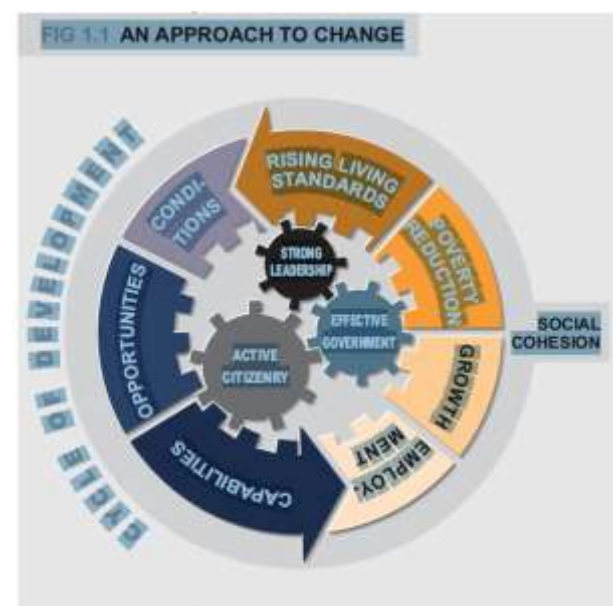 FIG 1.1 AN APPROACH TO CHANGE
CYCLE OF DEVELOPMENT
CONDI-
TIONS
RISING LIVING
STANDARDS
POVERTY
REDUCTION
STRONG
LEADERSHIP
EFFECTIVE
GOVERNMENT
ACTIVE
CITIZENRY
SOCIAL
COHESION
OPPORTUNITIES
GROWTH
EMPLOY-
MENT
CAPABILITIES